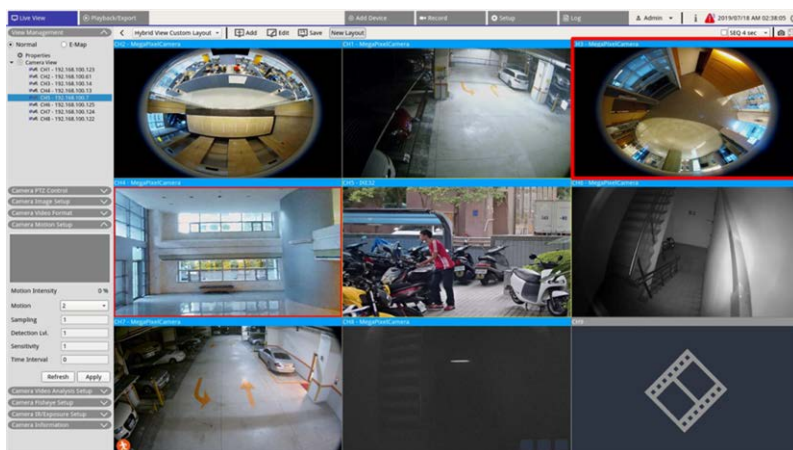 Live View
Playback/Export
Add Device
Record
Setup
Log
Admin
2019/07/18 AM 02:38:05
View Management
Hybrid View Custom Layout
Add
Edit
Save
New Layout
SEQ 4 sec
Normal
E-Map
Properties
Camera View
CH1 - 192.168.100.123
CH2 - 192.168.100.61
CH3 - 192.168.100.14
CH4 - 192.168.100.13
CH5 - 192.168.100.7
CH6 - 192.168.100.125
CH7 - 192.168.100.124
CH8 - 192.168.100.122
CH2 - MegaPixelCamera
CH1 - MegaPixelCamera
H3 - MegaPixelCamera
Camera PTZ Control
Camera Image Setup
Camera Video Format
Camera Motion Setup
CH4 - MegaPixelCamera
CH6 - MegaPixelCamera
Motion Intensity
0 %
Motion
2
Sampling
1
Detection Lvl.
1
Sensitivity
1
Time Interval
0
Refresh
Apply
CH7 - MegaPixelCamera
CH8 - MegaPixelCamera
CH9
Camera Video Analysis Setup
Camera Fisheye Setup
Camera IR/Exposure Setup
Camera Information